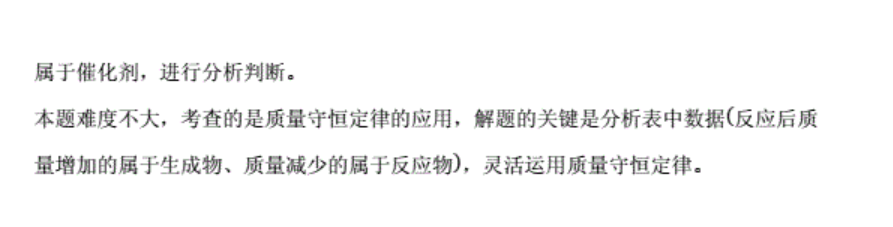 属于催化剂，进行分析判断。
本题难度不大，考查的是质量守恒定律的应用，解题的关键是分析表中数据(反应后质
量增加的属于生成物、质量减少的属于反应物)，灵活运用质量守恒定律。